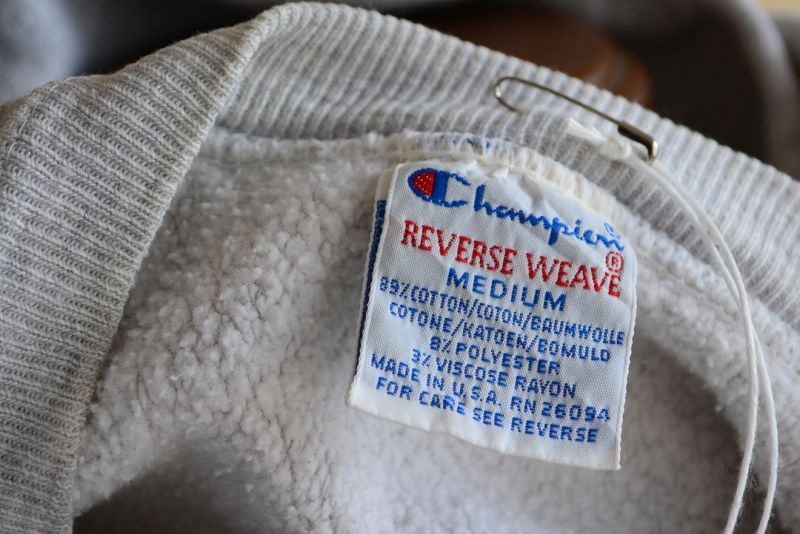 Champion®
REVERSE WEAVE®
MEDIUM
89%COTTON/COTON/BAUMWOLLE
COTONE/KATOEN/BOMULD
8%POLYESTER
3% VISCOSE RAYON
MADE IN U.S.A. RN 26094
FOR CARE SEE REVERSE